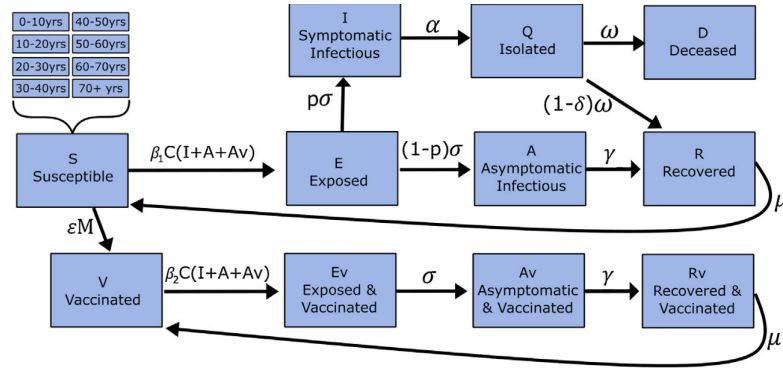 0-10yrs 40-50yrs
10-20yrs 50-60yrs
20-30yrs 60-70yrs
30-40yrs 70+ yrs
I
Symptomatic
Infectious
α
Q
Isolated
ω
D
Deceased
pσ
(1-δ)ω
S
Susceptible
β₁C(I+A+Av)
E
Exposed
(1-p)σ
A
Asymptomatic
Infectious
γ
R
Recovered
μ
εM
V
Vaccinated
β₂C(I+A+Av)
Ev
Exposed &
Vaccinated
σ
Av
Asymptomatic
& Vaccinated
γ
Rv
Recovered &
Vaccinated
μ